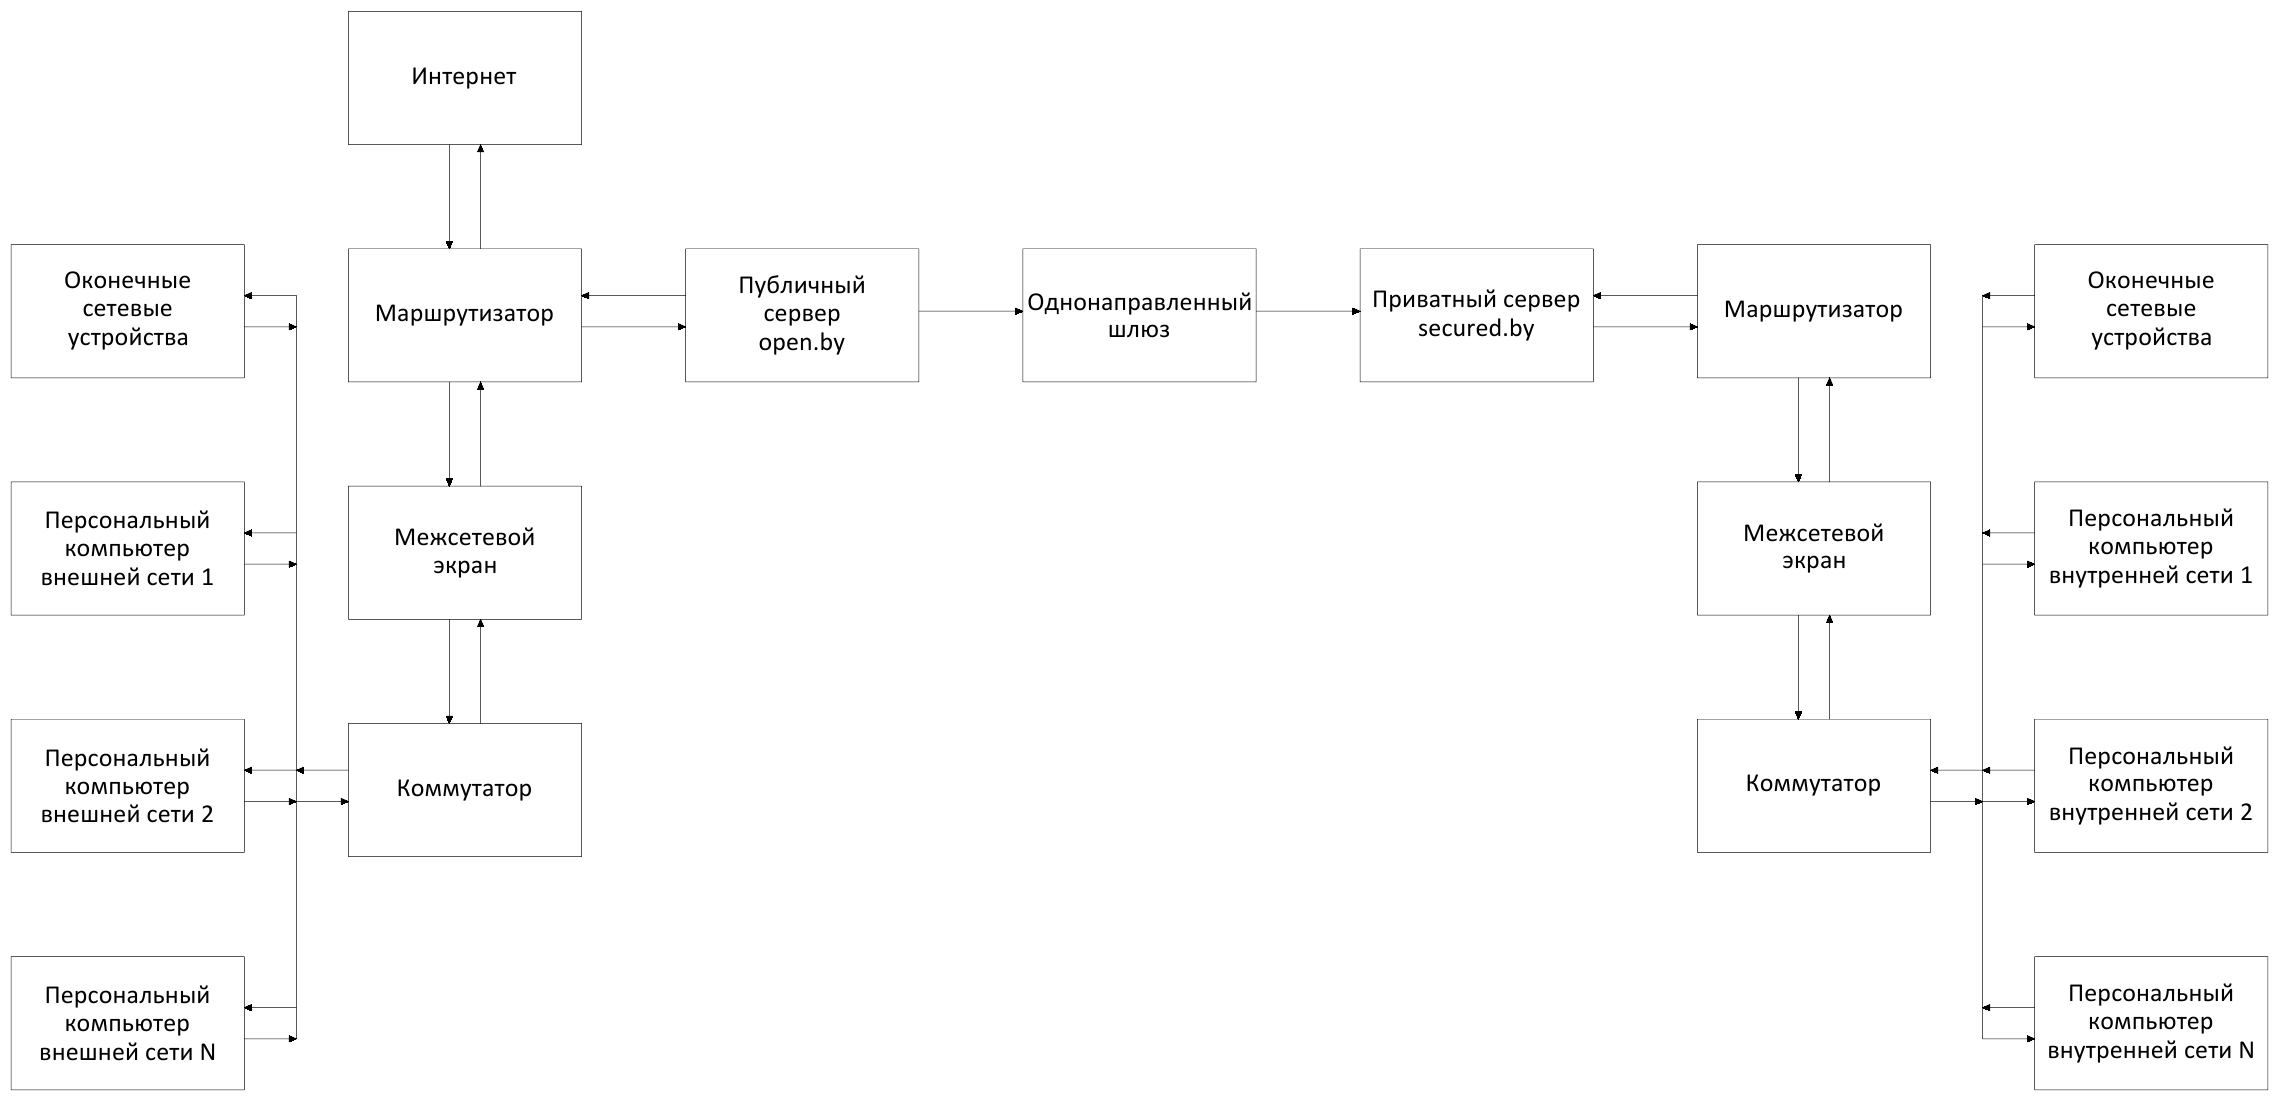 Интернет
Оконечные
сетевые
устройства
Маршрутизатор
Публичный
сервер
open.by
Однонаправленный
шлюз
Приватный сервер
secured.by
Маршрутизатор
Оконечные
сетевые
устройства
Персональный
компьютер
внешней сети 1
Межсетевой
экран
Межсетевой
экран
Персональный
компьютер
внутренней сети 1
Персональный
компьютер
внешней сети 2
Коммутатор
Коммутатор
Персональный
компьютер
внутренней сети 2
Персональный
компьютер
внешней сети N
Персональный
компьютер
внутренней сети N